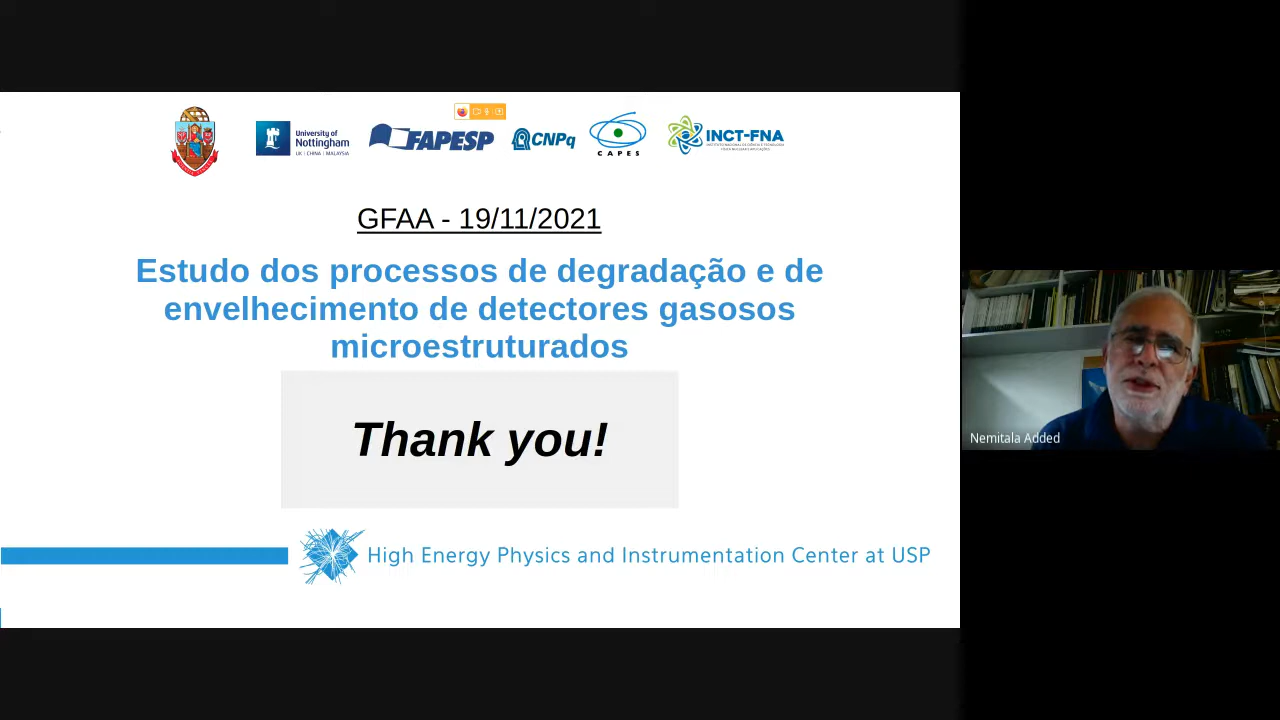 University of
Nottingham
UK | CHINA | MALAYSIA
FAPESP
CNPq
CAPES
INCT-FNA
GFAA - 19/11/2021
Estudo dos processos de degradação e de
envelhecimento de detectores gasosos
microestruturados
Thank you!
High Energy Physics and Instrumentation Center at USP
Nemitala Added